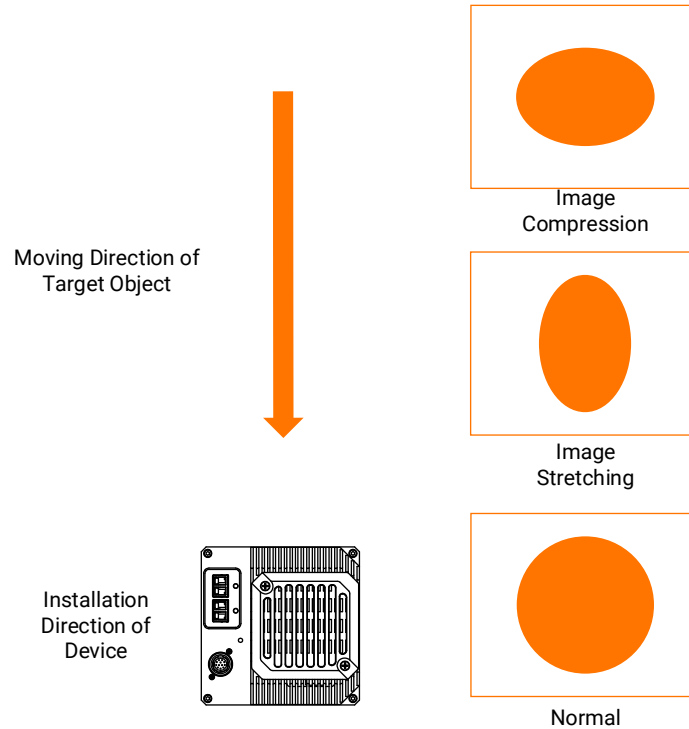 Image
Compression
Moving Direction of
Target Object
Image
Stretching
Installation
Direction of
Device
Normal